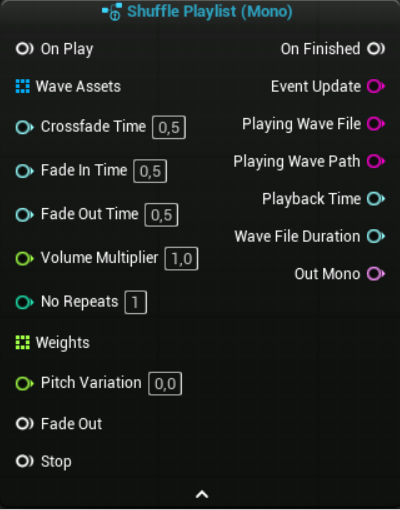 Shuffle Playlist (Mono)
On Play
On Finished
Wave Assets
Event Update
Crossfade Time 0,5
Playing Wave File
Fade In Time 0,5
Playing Wave Path
Fade Out Time 0,5
Playback Time
Volume Multiplier 1,0
Wave File Duration
No Repeats 1
Out Mono
Weights
Pitch Variation 0,0
Fade Out
Stop